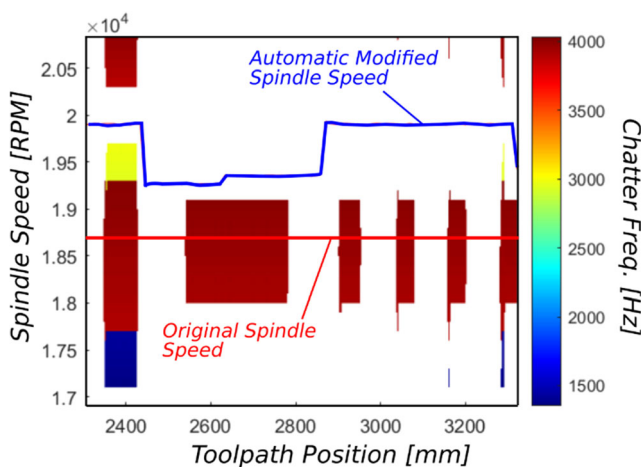 ×10⁴
2.05
2
1.95
1.9
1.85
1.8
1.75
1.7
Spindle Speed [RPM]
Automatic Modified
Spindle Speed
Original Spindle
Speed
2400
2600
2800
3000
3200
Toolpath Position [mm]
4000
3500
3000
2500
2000
1500
Chatter Freq. [Hz]